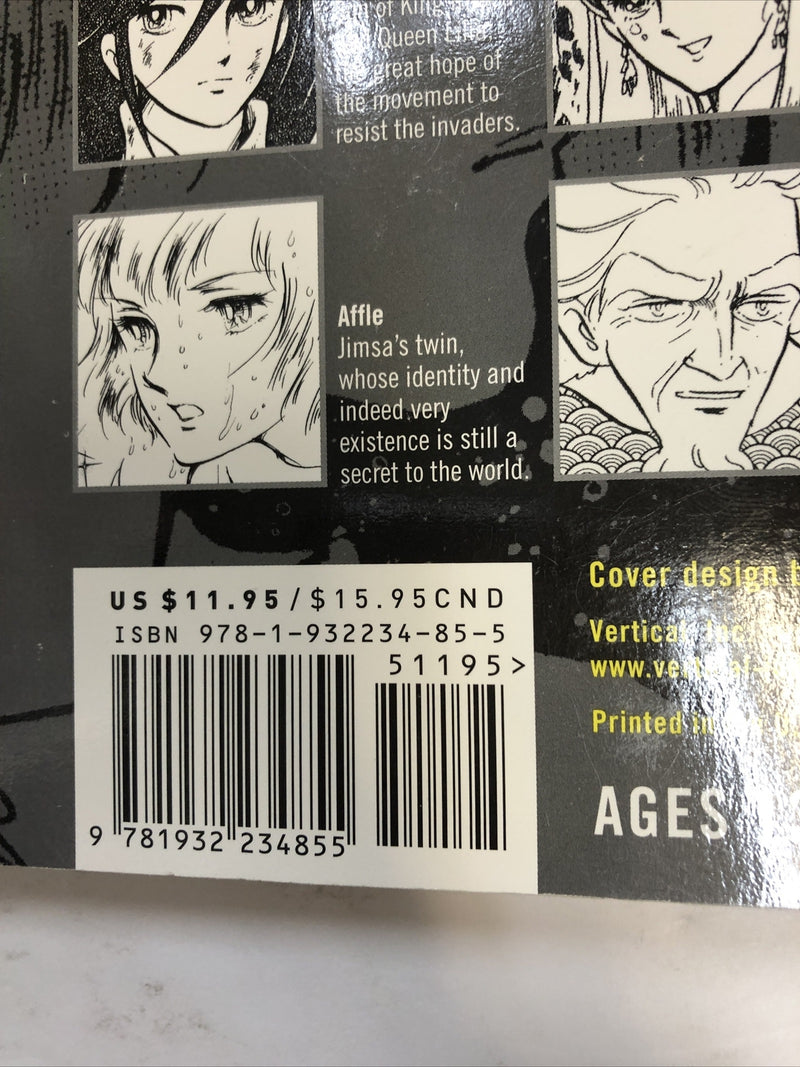 of King
Queen
great hope of
the movement to
resist the invaders.
Affle
Jimsa's twin,
whose identity and
indeed very
existence is still a
secret to the world.
US $11.95/$15.95CND
ISBN 978-1-932234-85-5
51195>
9 781932 234855
Cover design
Vertical
Printed in
AGES